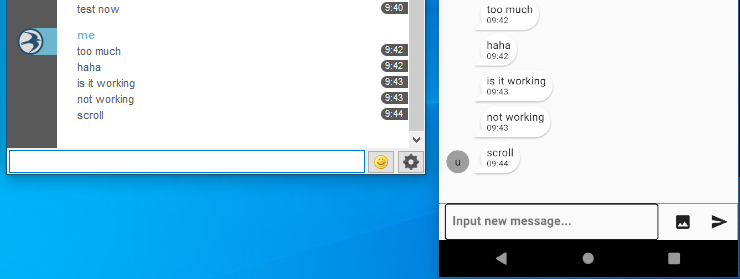 test now 9:40
me
too much 9:42
haha 9:42
is it working 9:43
not working 9:43
scroll 9:44
too much
09:42
haha
09:42
is it working
09:43
not working
09:43
u
scroll
09:44
Input new message...